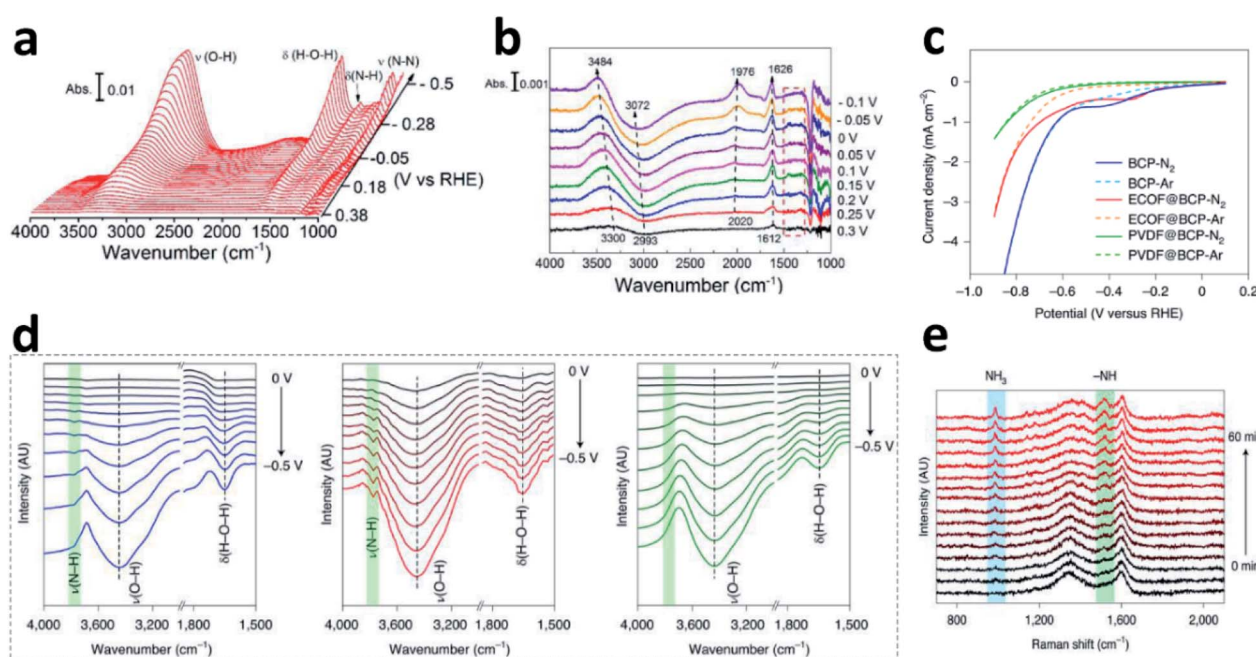 a
Abs. 0.01
ν (O-H)
δ (H-O-H)
δ(N-H)
ν (N-N)
- 0.5
- 0.28
-0.05
0.18
0.38
(V vs RHE)
4000 3500 3000 2500 2000 1500 1000
Wavenumber (cm⁻¹)
b
Abs. 0.001
3484
3072
1976
1626
- 0.1 V
- 0.05 V
0 V
0.05 V
0.1 V
0.15 V
0.2 V
0.25 V
0.3 V
3300
2993
2020
1612
4000 3500 3000 2500 2000 1500 1000
Wavenumber (cm⁻¹)
c
Current density (mA cm⁻²)
0
−1
−2
−3
−4
BCP-N₂
BCP-Ar
ECOF@BCP-N₂
ECOF@BCP-Ar
PVDF@BCP-N₂
PVDF@BCP-Ar
−1.0 −0.8 −0.6 −0.4 −0.2 0 0.2
Potential (V versus RHE)
d
Intensity (AU)
0 V
−0.5 V
ν(N–H)
ν(O–H)
δ(H–O–H)
4,000 3,600 3,200 1,800 1,500
Wavenumber (cm⁻¹)
Intensity (AU)
0 V
−0.5 V
ν(N–H)
ν(O–H)
δ(H–O–H)
4,000 3,600 3,200 1,800 1,500
Wavenumber (cm⁻¹)
Intensity (AU)
0 V
−0.5 V
ν(O–H)
δ(H–O–H)
4,000 3,600 3,200 1,800 1,500
Wavenumber (cm⁻¹)
e
NH₃
–NH
Intensity (AU)
60 min
0 min
800 1,200 1,600 2,000
Raman shift (cm⁻¹)